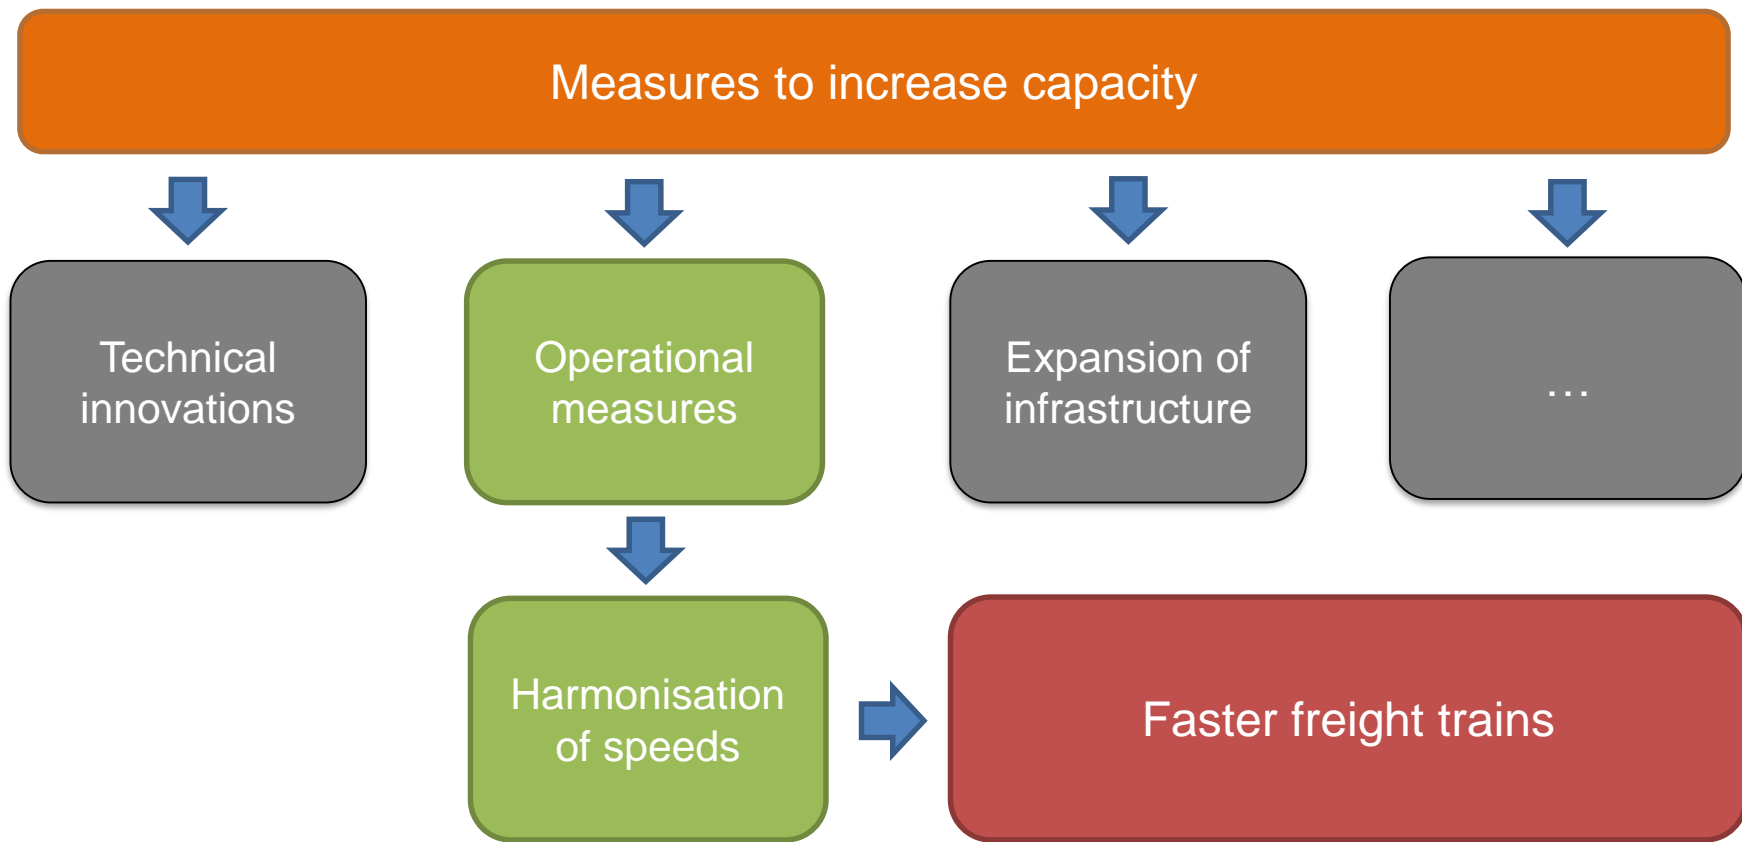 Measures to increase capacity
Technical
innovations
Operational
measures
Expansion of
infrastructure
…
Harmonisation
of speeds
Faster freight trains